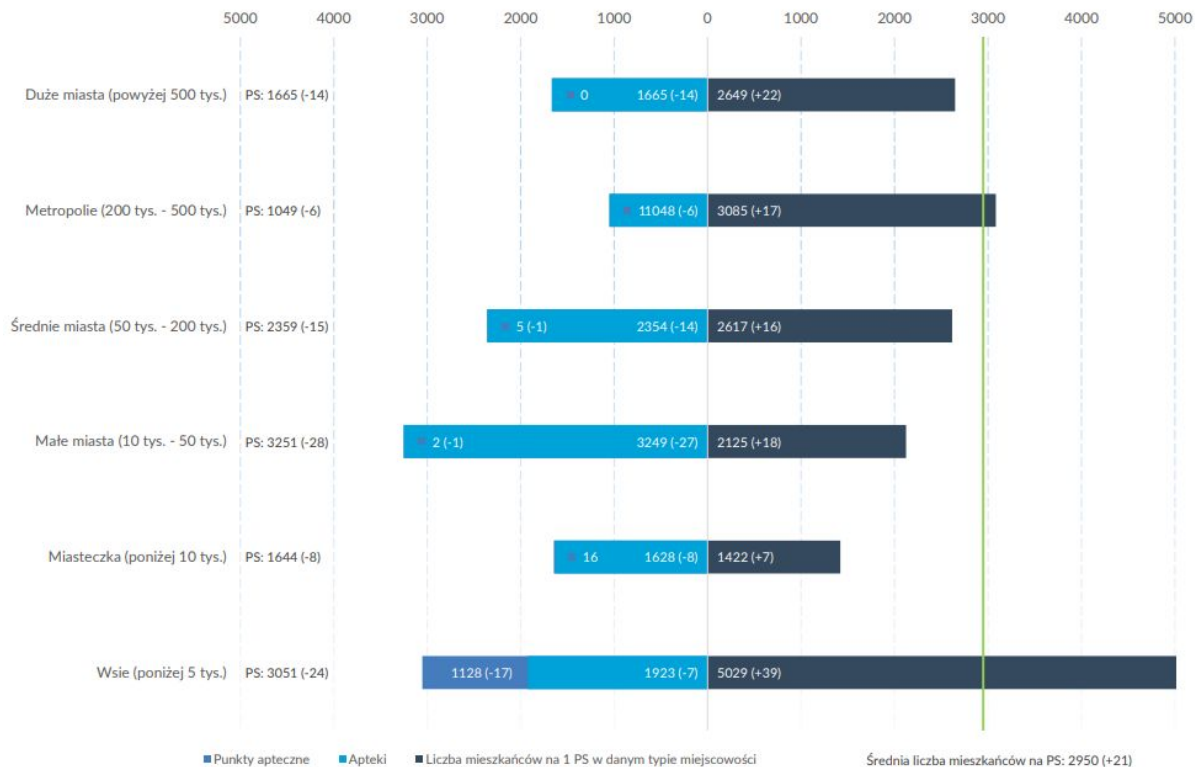 5000 4000 3000 2000 1000 0 1000 2000 3000 4000 5000
Duże miasta (powyżej 500 tys.) PS: 1665 (-14) 0 1665 (-14) 2649 (+22)
Metropolie (200 tys. - 500 tys.) PS: 1049 (-6) 11048 (-6) 3085 (+17)
Średnie miasta (50 tys. - 200 tys.) PS: 2359 (-15) 5 (-1) 2354 (-14) 2617 (+16)
Małe miasta (10 tys. - 50 tys.) PS: 3251 (-28) 2 (-1) 3249 (-27) 2125 (+18)
Miasteczka (poniżej 10 tys.) PS: 1644 (-8) 16 1628 (-8) 1422 (+7)
Wsie (poniżej 5 tys.) PS: 3051 (-24) 1128 (-17) 1923 (-7) 5029 (+39)
Punkty apteczne Apteki Liczba mieszkańców na 1 PS w danym typie miejscowości Średnia liczba mieszkańców na PS: 2950 (+21)